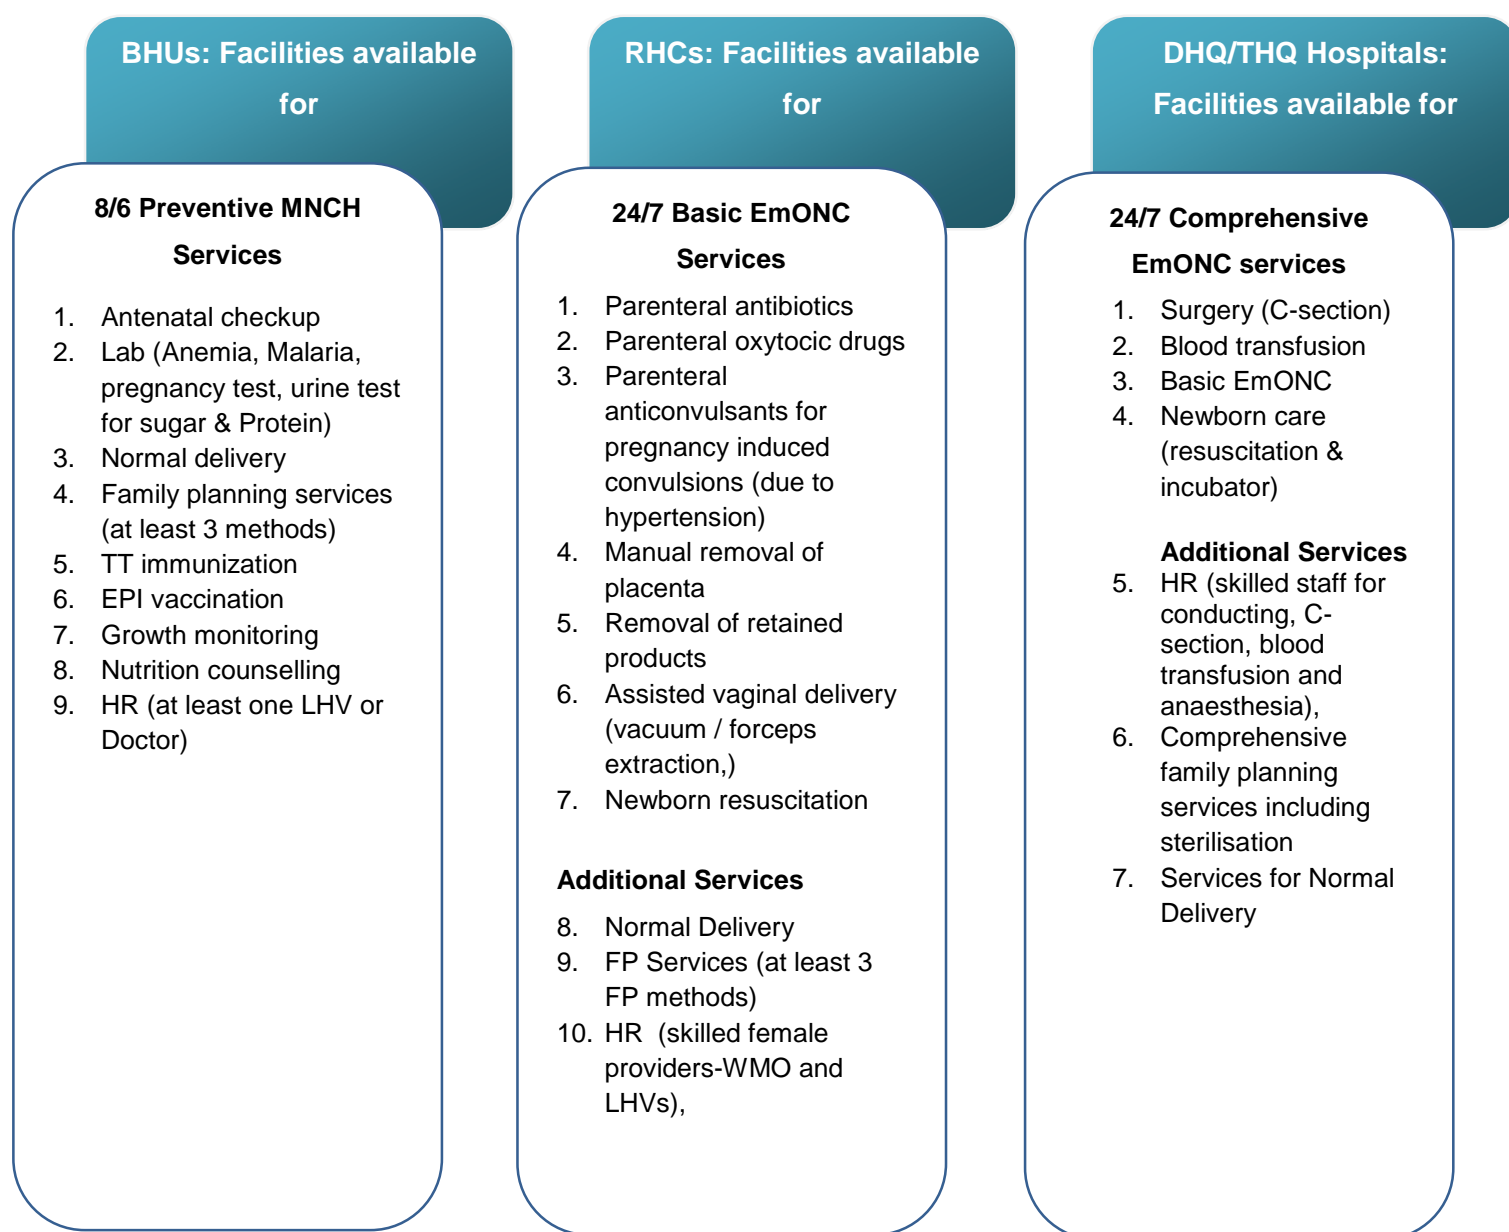 BHUs: Facilities available
for
8/6 Preventive MNCH
Services
1. Antenatal checkup
2. Lab (Anemia, Malaria,
pregnancy test, urine test
for sugar & Protein)
3. Normal delivery
4. Family planning services
(at least 3 methods)
5. TT immunization
6. EPI vaccination
7. Growth monitoring
8. Nutrition counselling
9. HR (at least one LHV or
Doctor)
RHCs: Facilities available
for
24/7 Basic EmONC
Services
1. Parenteral antibiotics
2. Parenteral oxytocic drugs
3. Parenteral
anticonvulsants for
pregnancy induced
convulsions (due to
hypertension)
4. Manual removal of
placenta
5. Removal of retained
products
6. Assisted vaginal delivery
(vacuum / forceps
extraction,)
7. Newborn resuscitation
Additional Services
8. Normal Delivery
9. FP Services (at least 3
FP methods)
10. HR (skilled female
providers-WMO and
LHVs),
DHQ/THQ Hospitals:
Facilities available for
24/7 Comprehensive
EmONC services
1. Surgery (C-section)
2. Blood transfusion
3. Basic EmONC
4. Newborn care
(resuscitation &
incubator)
Additional Services
5. HR (skilled staff for
conducting, C-
section, blood
transfusion and
anaesthesia),
6. Comprehensive
family planning
services including
sterilisation
7. Services for Normal
Delivery